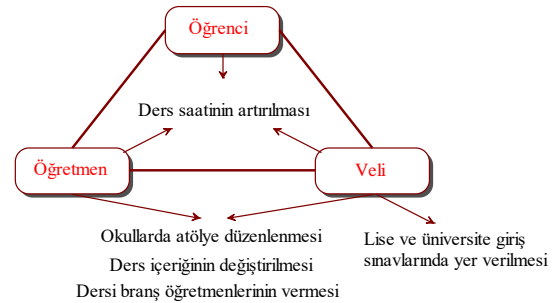 Öğrenci
Ders saatinin artırılması
Öğretmen
Veli
Okullarda atölye düzenlenmesi
Ders içeriğinin değiştirilmesi
Dersi branş öğretmenlerinin vermesi
Lise ve üniversite giriş
sınavlarında yer verilmesi